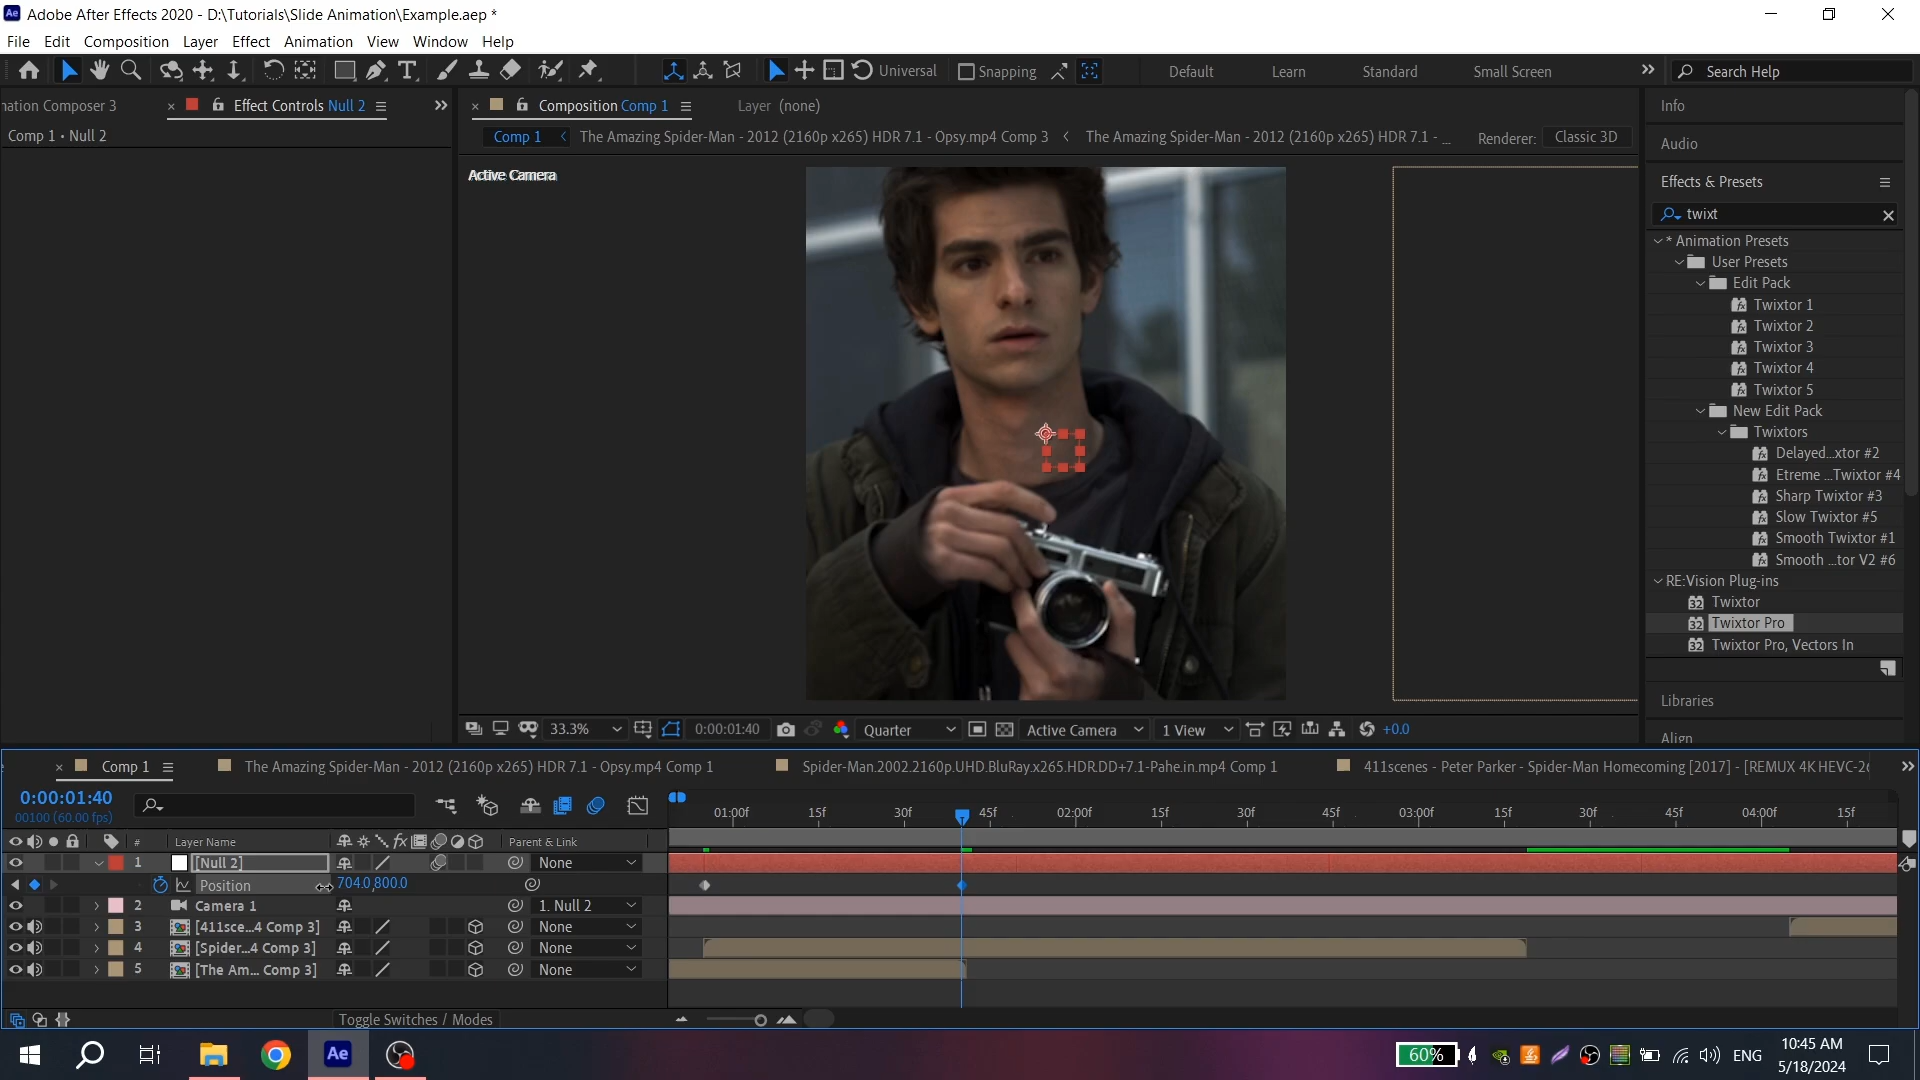 Ae Adobe After Effects 2020 - D:\Tutorials\Slide Animation\Example.aep *
File Edit Composition Layer Effect Animation View Window Help
Universal Snapping Default Learn Standard Small Screen Search Help
nation Composer 3 × Effect Controls Null 2 × Composition Comp 1 Layer (none) Info
Comp 1 • Null 2
Comp 1 The Amazing Spider-Man - 2012 (2160p x265) HDR 7.1 - Opsy.mp4 Comp 3 The Amazing Spider-Man - 2012 (2160p x265) HDR 7.1 - ... Renderer: Classic 3D
Audio
Active Camera
Effects & Presets
twixt
* Animation Presets
User Presets
Edit Pack
Twixtor 1
Twixtor 2
Twixtor 3
Twixtor 4
Twixtor 5
New Edit Pack
Twixtors
Delayed...xtor #2
Etreme ...Twixtor #4
Sharp Twixtor #3
Slow Twixtor #5
Smooth Twixtor #1
Smooth ...tor V2 #6
RE:Vision Plug-ins
32 Twixtor
32 Twixtor Pro
32 Twixtor Pro, Vectors In
Libraries
Align
33.3% 0:00:01:40 Quarter Active Camera 1 View +0.0
× Comp 1 The Amazing Spider-Man - 2012 (2160p x265) HDR 7.1 - Opsy.mp4 Comp 1 Spider-Man.2002.2160p.UHD.BluRay.x265.HDR.DD+7.1-Pahe.in.mp4 Comp 1 411scenes - Peter Parker - Spider-Man Homecoming [2017] - [REMUX 4K HEVC-26
0:00:01:40
00100 (60.00 fps)
01:00f 15f 30f 45f 02:00f 15f 30f 45f 03:00f 15f 30f 45f 04:00f 15f
# Layer Name fx Parent & Link
1 [Null 2] None
Position 704.0,800.0
2 Camera 1 1. Null 2
3 [411sce...4 Comp 3] None
4 [Spider...4 Comp 3] None
5 [The Am... Comp 3] None
Toggle Switches / Modes
Ae 60% ENG 10:45 AM
5/18/2024